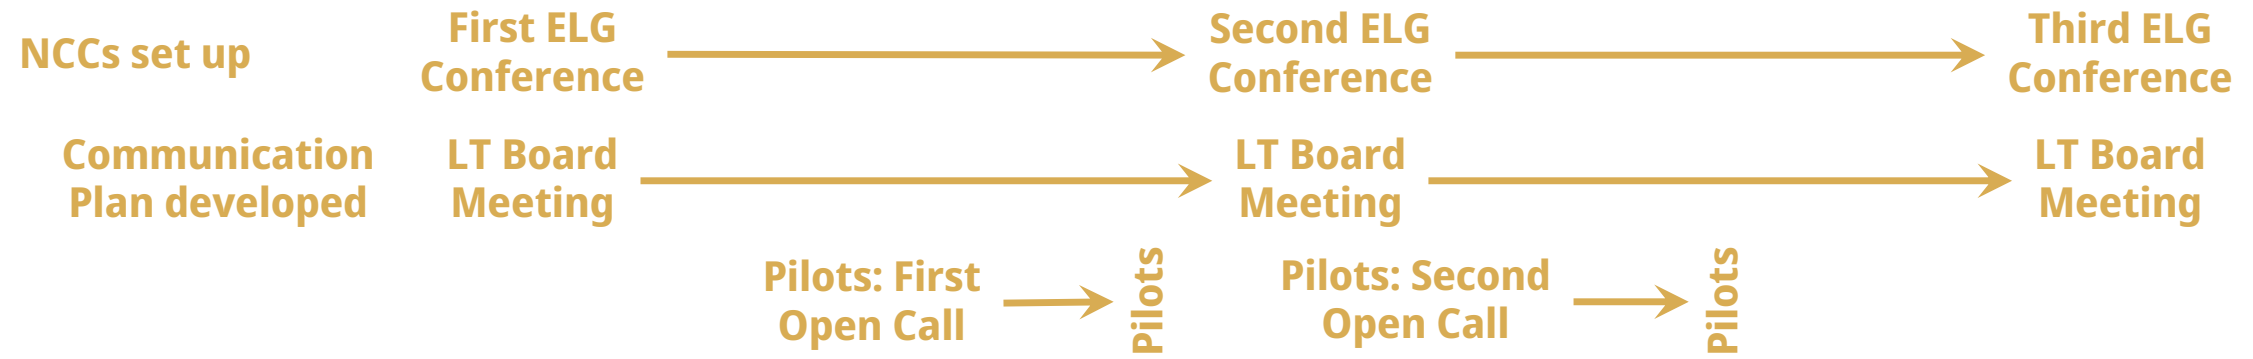 NCCs set up
First ELG
Conference
Second ELG
Conference
Third ELG
Conference
Communication
Plan developed
LT Board
Meeting
LT Board
Meeting
LT Board
Meeting
Pilots: First
Open Call
Pilots
Pilots: Second
Open Call
Pilots